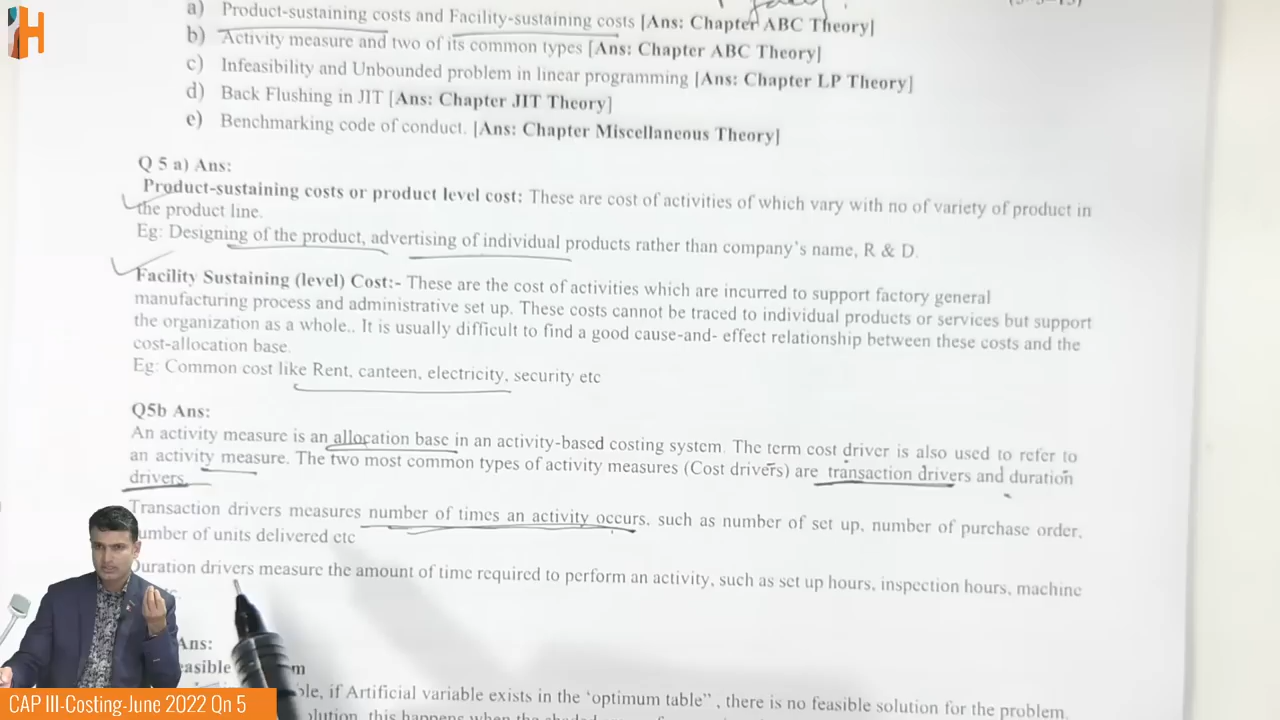 H
a) Product-sustaining costs and Facility-sustaining costs [Ans: Chapter ABC Theory]
b) Activity measure and two of its common types [Ans: Chapter ABC Theory]
c) Infeasibility and Unbounded problem in linear programming [Ans: Chapter LP Theory]
d) Back Flushing in JIT [Ans: Chapter JIT Theory]
e) Benchmarking code of conduct. [Ans: Chapter Miscellaneous Theory]
Q 5 a) Ans:
Product-sustaining costs or product level cost: These are cost of activities of which vary with no of variety of product in
the product line.
Eg: Designing of the product, advertising of individual products rather than company's name, R & D.
Facility Sustaining (level) Cost:- These are the cost of activities which are incurred to support factory general
manufacturing process and administrative set up. These costs cannot be traced to individual products or services but support
the organization as a whole.. It is usually difficult to find a good cause-and- effect relationship between these costs and the
cost-allocation base.
Eg: Common cost like Rent, canteen, electricity, security etc
Q5b Ans:
An activity measure is an allocation base in an activity-based costing system. The term cost driver is also used to refer to
an activity measure. The two most common types of activity measures (Cost drivers) are transaction drivers and duration
drivers.
Transaction drivers measures number of times an activity occurs, such as number of set up, number of purchase order,
number of units delivered etc
Duration drivers measure the amount of time required to perform an activity, such as set up hours, inspection hours, machine
Ans:
if Artificial variable exists in the 'optimum table" , there is no feasible solution for the problem.
this happens when the shaded
CAP III-Costing-June 2022 Qn 5